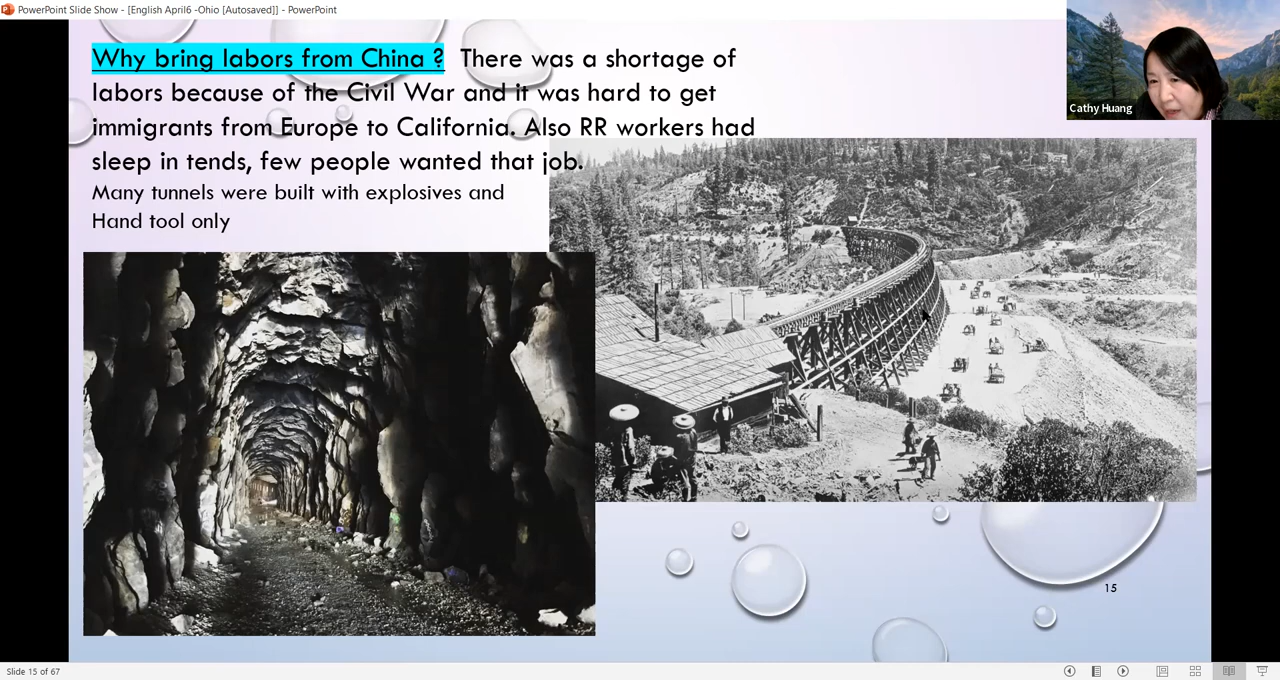 PowerPoint Slide Show - [English April6 -Ohio [Autosaved]] - PowerPoint
Why bring labors from China ? There was a shortage of
labors because of the Civil War and it was hard to get
immigrants from Europe to California. Also RR workers had
sleep in tends, few people wanted that job.
Many tunnels were built with explosives and
Hand tool only
Cathy Huang
15
Slide 15 of 67